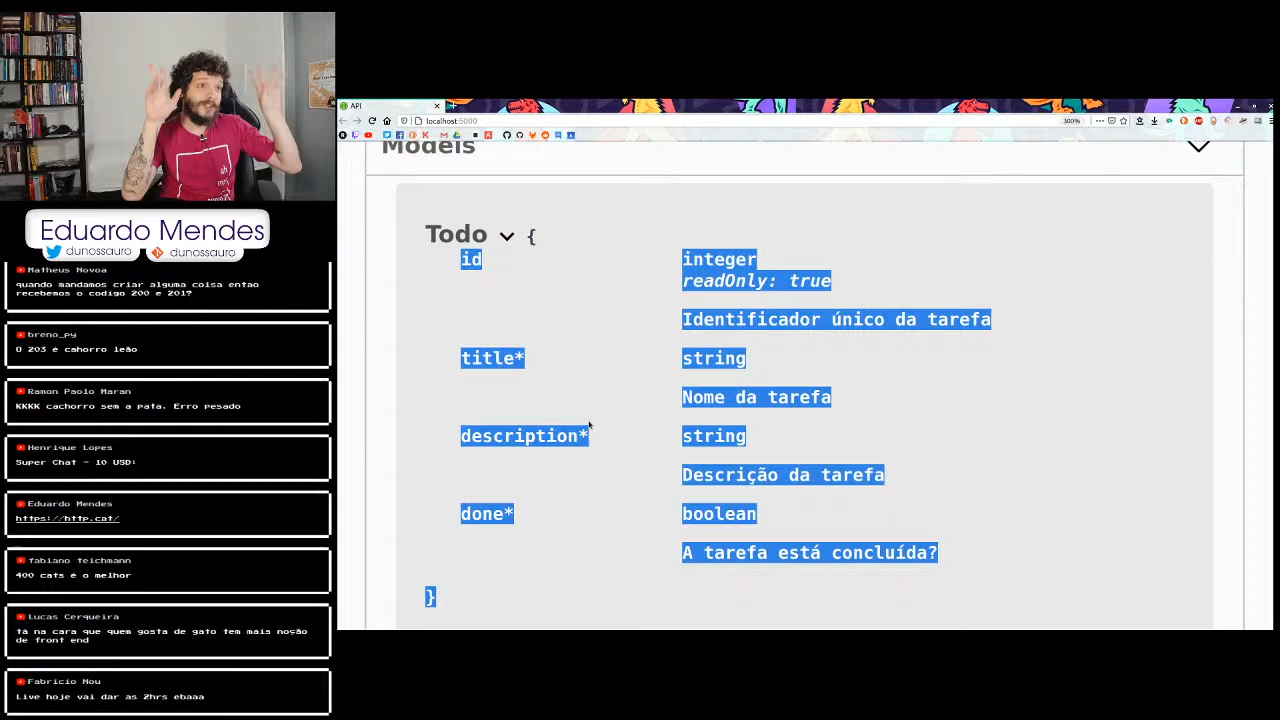 Eduardo Mendes
dunossauro
dunossauro
Matheus Novoa
quando mandamos criar alguma coisa entao
recebemos o codigo 200 e 201?
breno_py
O 203 é cahorro leão
Ramon Paolo Maran
KKKK cachorro sem a pata. Erro pesado
Henrique Lopes
Super Chat - 10 USD:
Eduardo Mendes
https://http.cat/
fabiano teichmann
400 cats é o melhor
Lucas Cerqueira
tá na cara que quem gosta de gato tem mais noção
de front end
Fabricio Nou
Live hoje vai dar as 2hrs ebaaa
API
localhost:5000
300%
Models
Todo {
id integer
readOnly: true
Identificador único da tarefa
title* string
Nome da tarefa
description* string
Descrição da tarefa
done* boolean
A tarefa está concluída?
}